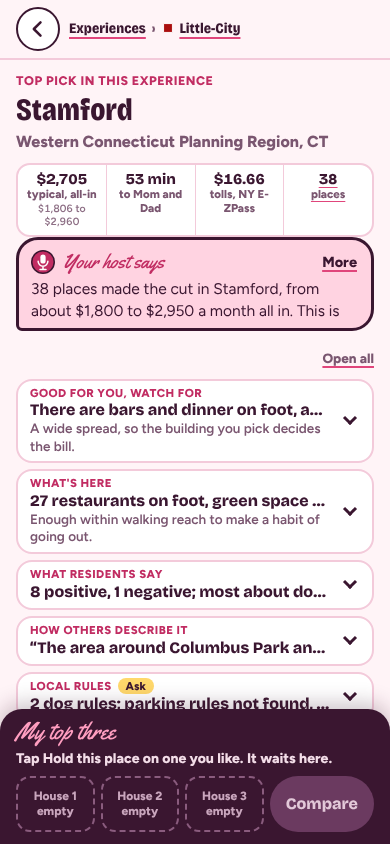 Experiences › Little-City
TOP PICK IN THIS EXPERIENCE
Stamford
Western Connecticut Planning Region, CT
$2,705
typical, all-in
$1,806 to
$2,960
53 min
to Mom and
Dad
$16.66
tolls, NY E-
ZPass
38
places
Your host says
More
38 places made the cut in Stamford, from
about $1,800 to $2,950 a month all in. This is
Open all
GOOD FOR YOU, WATCH FOR
There are bars and dinner on foot, a...
A wide spread, so the building you pick decides
the bill.
WHAT'S HERE
27 restaurants on foot, green space ...
Enough within walking reach to make a habit of
going out.
WHAT RESIDENTS SAY
8 positive, 1 negative; most about do...
HOW OTHERS DESCRIBE IT
“The area around Columbus Park an...
LOCAL RULES Ask
2 dog rules; parking rules not found, ...
My top three
Tap Hold this place on one you like. It waits here.
House 1
empty
House 2
empty
House 3
empty
Compare